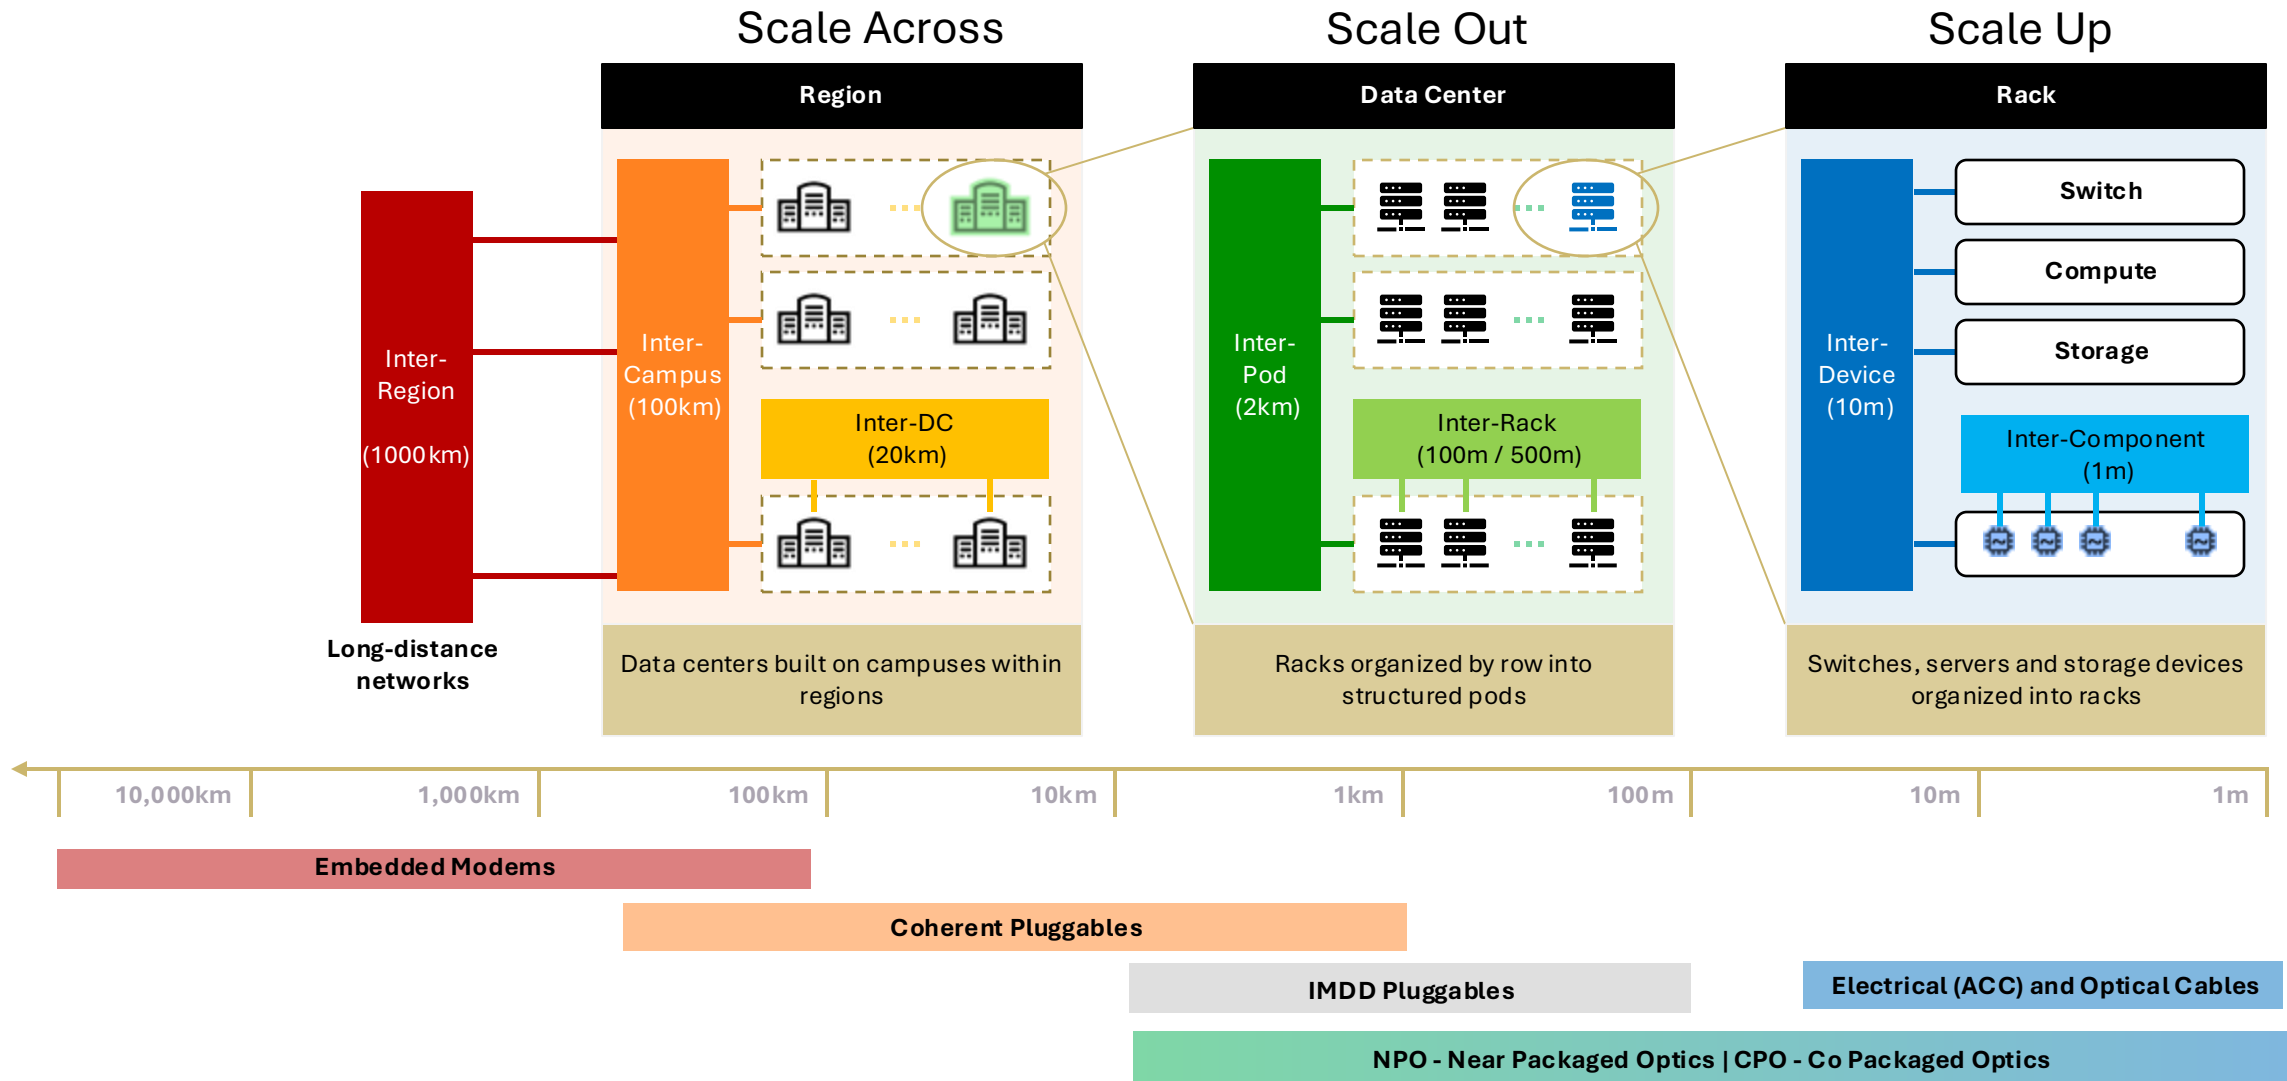 Scale Across
Scale Out
Scale Up
Region
Data Center
Rack
Inter-
Region
(1000km)
Long-distance
networks
Inter-
Campus
(100km)
Inter-DC
(20km)
Data centers built on campuses within
regions
Inter-
Pod
(2km)
Inter-Rack
(100m / 500m)
Racks organized by row into
structured pods
Inter-
Device
(10m)
Switch
Compute
Storage
Inter-Component
(1m)
Switches, servers and storage devices
organized into racks
10,000km
1,000km
100km
10km
1km
100m
10m
1m
Embedded Modems
Coherent Pluggables
IMDD Pluggables
Electrical (ACC) and Optical Cables
NPO - Near Packaged Optics | CPO - Co Packaged Optics